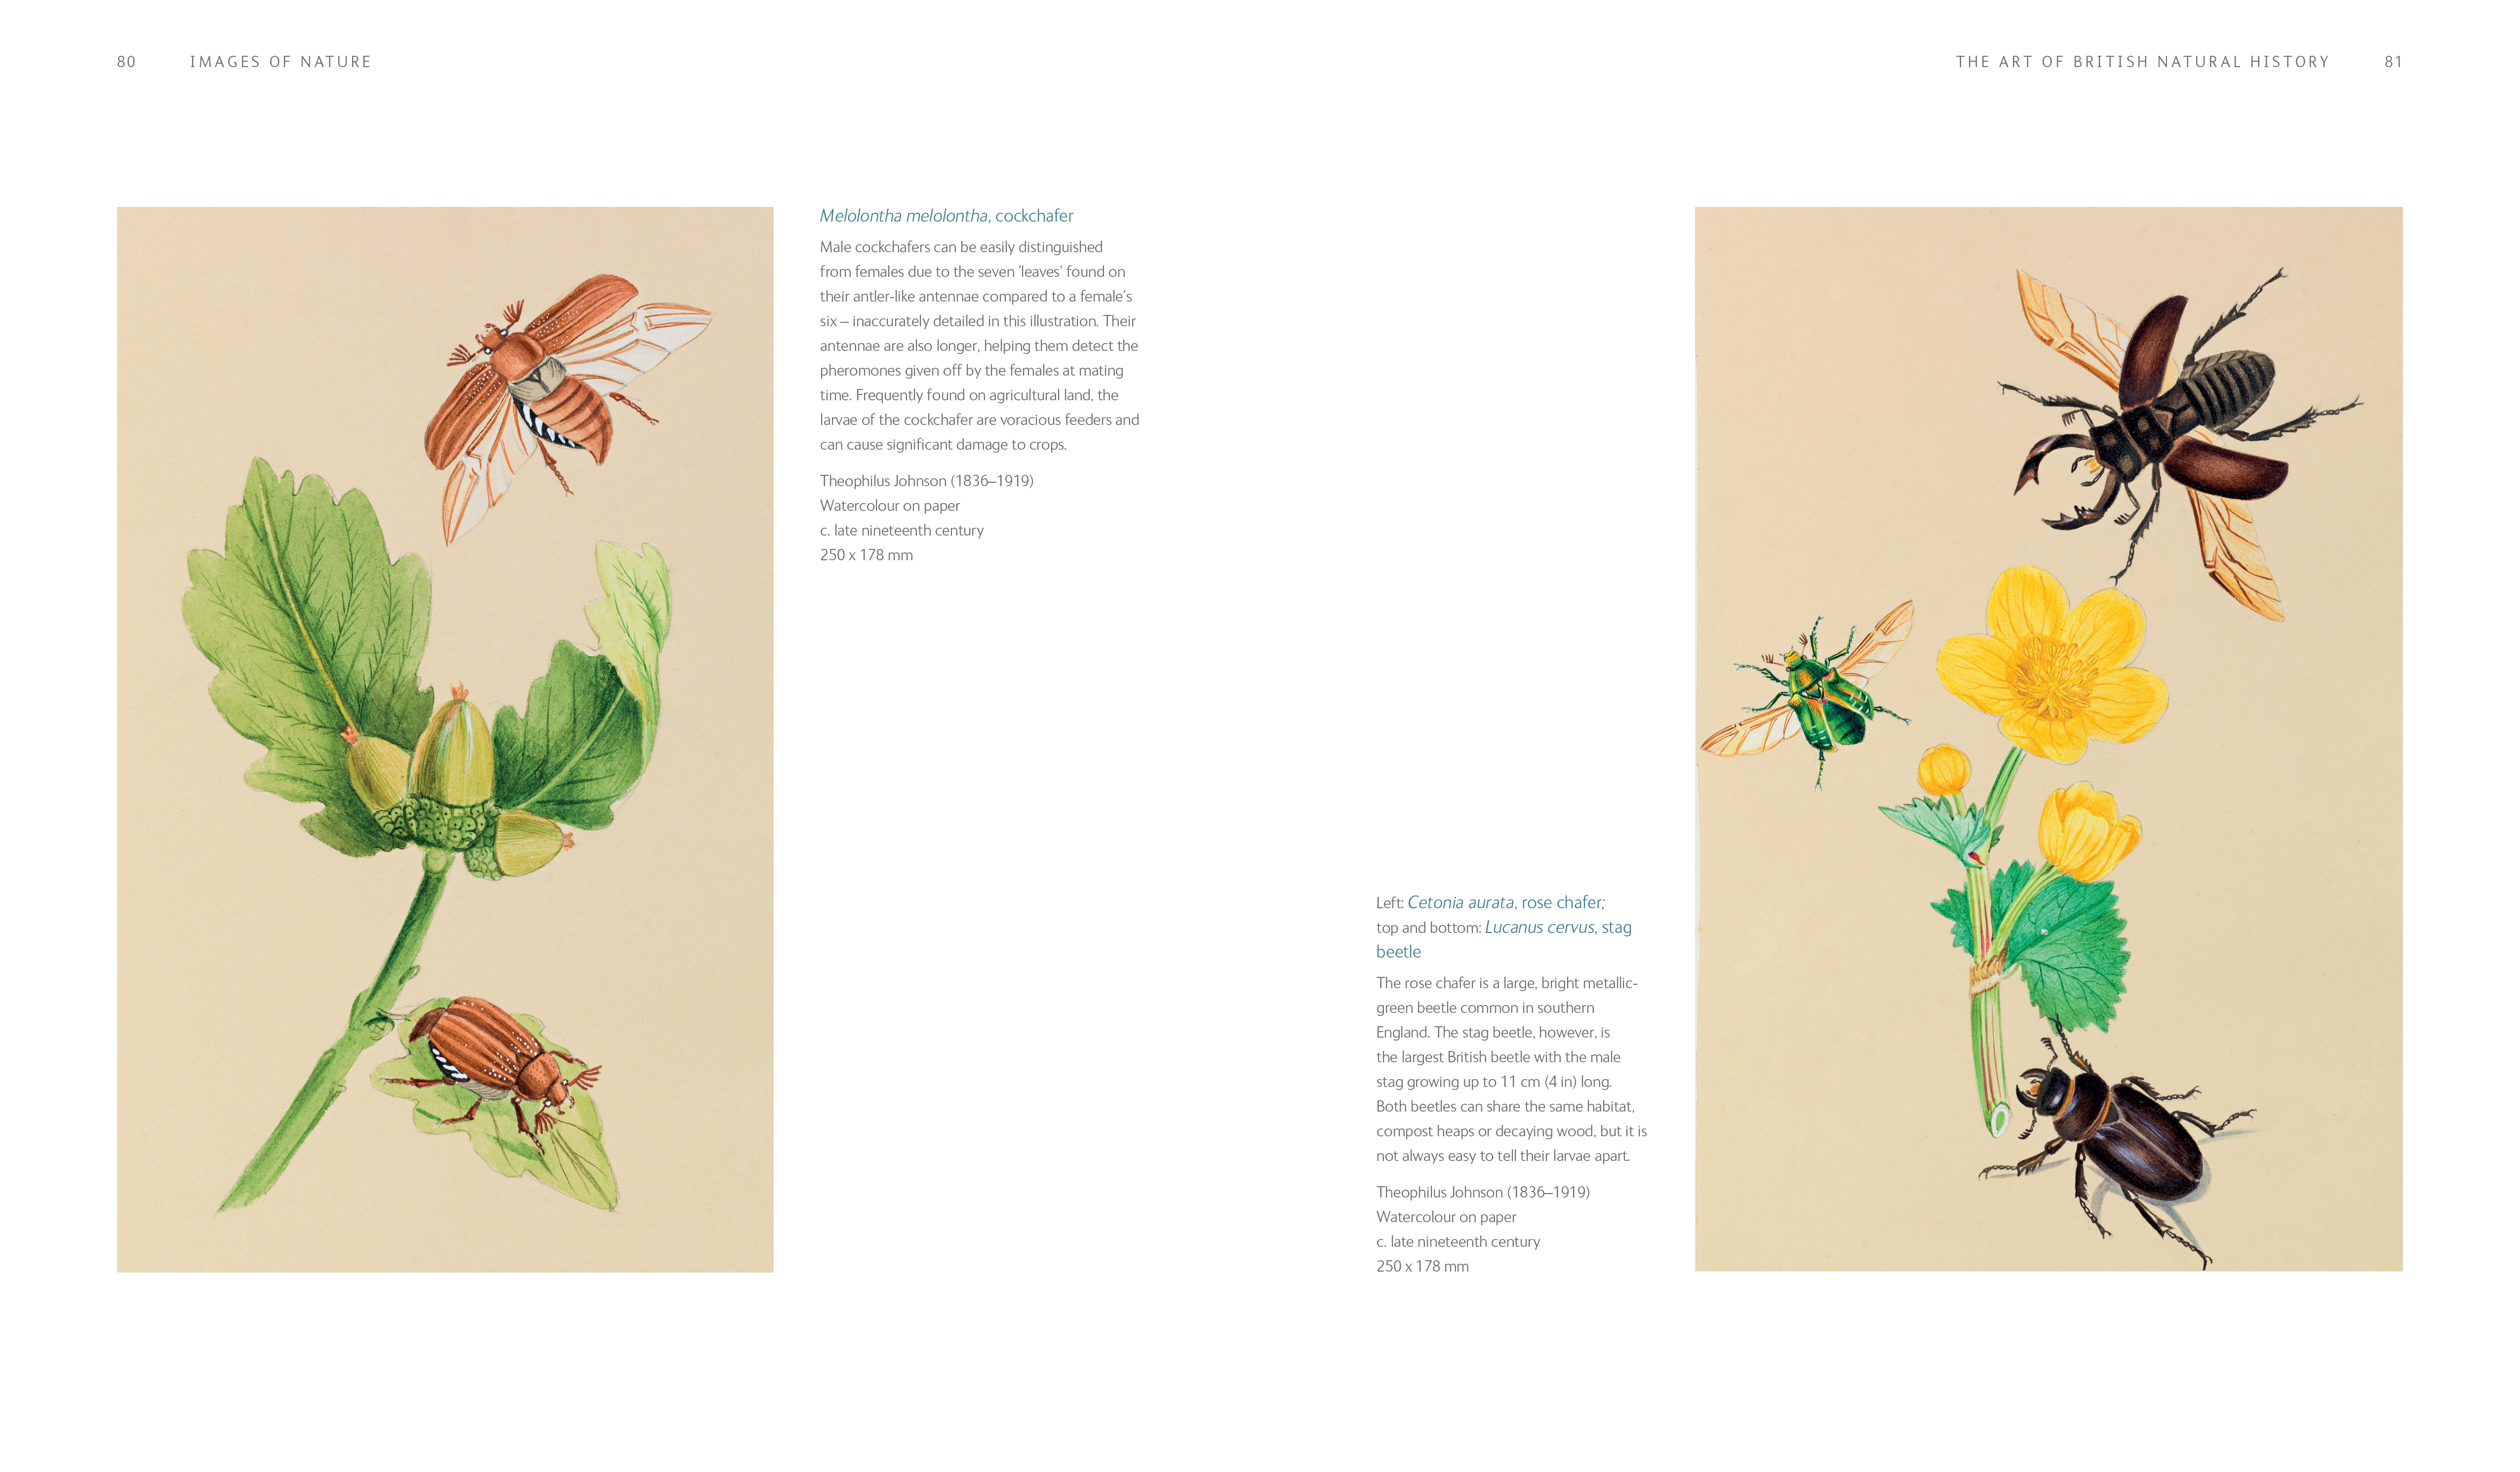 80 IMAGES OF NATURE
Melolontha melolontha, cockchafer
Male cockchafers can be easily distinguished
from females due to the seven ‘leaves’ found on
their antler-like antennae compared to a female’s
six – inaccurately detailed in this illustration. Their
antennae are also longer, helping them detect the
pheromones given off by the females at mating
time. Frequently found on agricultural land, the
larvae of the cockchafer are voracious feeders and
can cause significant damage to crops.
Theophilus Johnson (1836–1919)
Watercolour on paper
c. late nineteenth century
250 x 178 mm
THE ART OF BRITISH NATURAL HISTORY 81
Left: Cetonia aurata, rose chafer;
top and bottom: Lucanus cervus, stag
beetle
The rose chafer is a large, bright metallic-
green beetle common in southern
England. The stag beetle, however, is
the largest British beetle with the male
stag growing up to 11 cm (4 in) long.
Both beetles can share the same habitat,
compost heaps or decaying wood, but it is
not always easy to tell their larvae apart.
Theophilus Johnson (1836–1919)
Watercolour on paper
c. late nineteenth century
250 x 178 mm